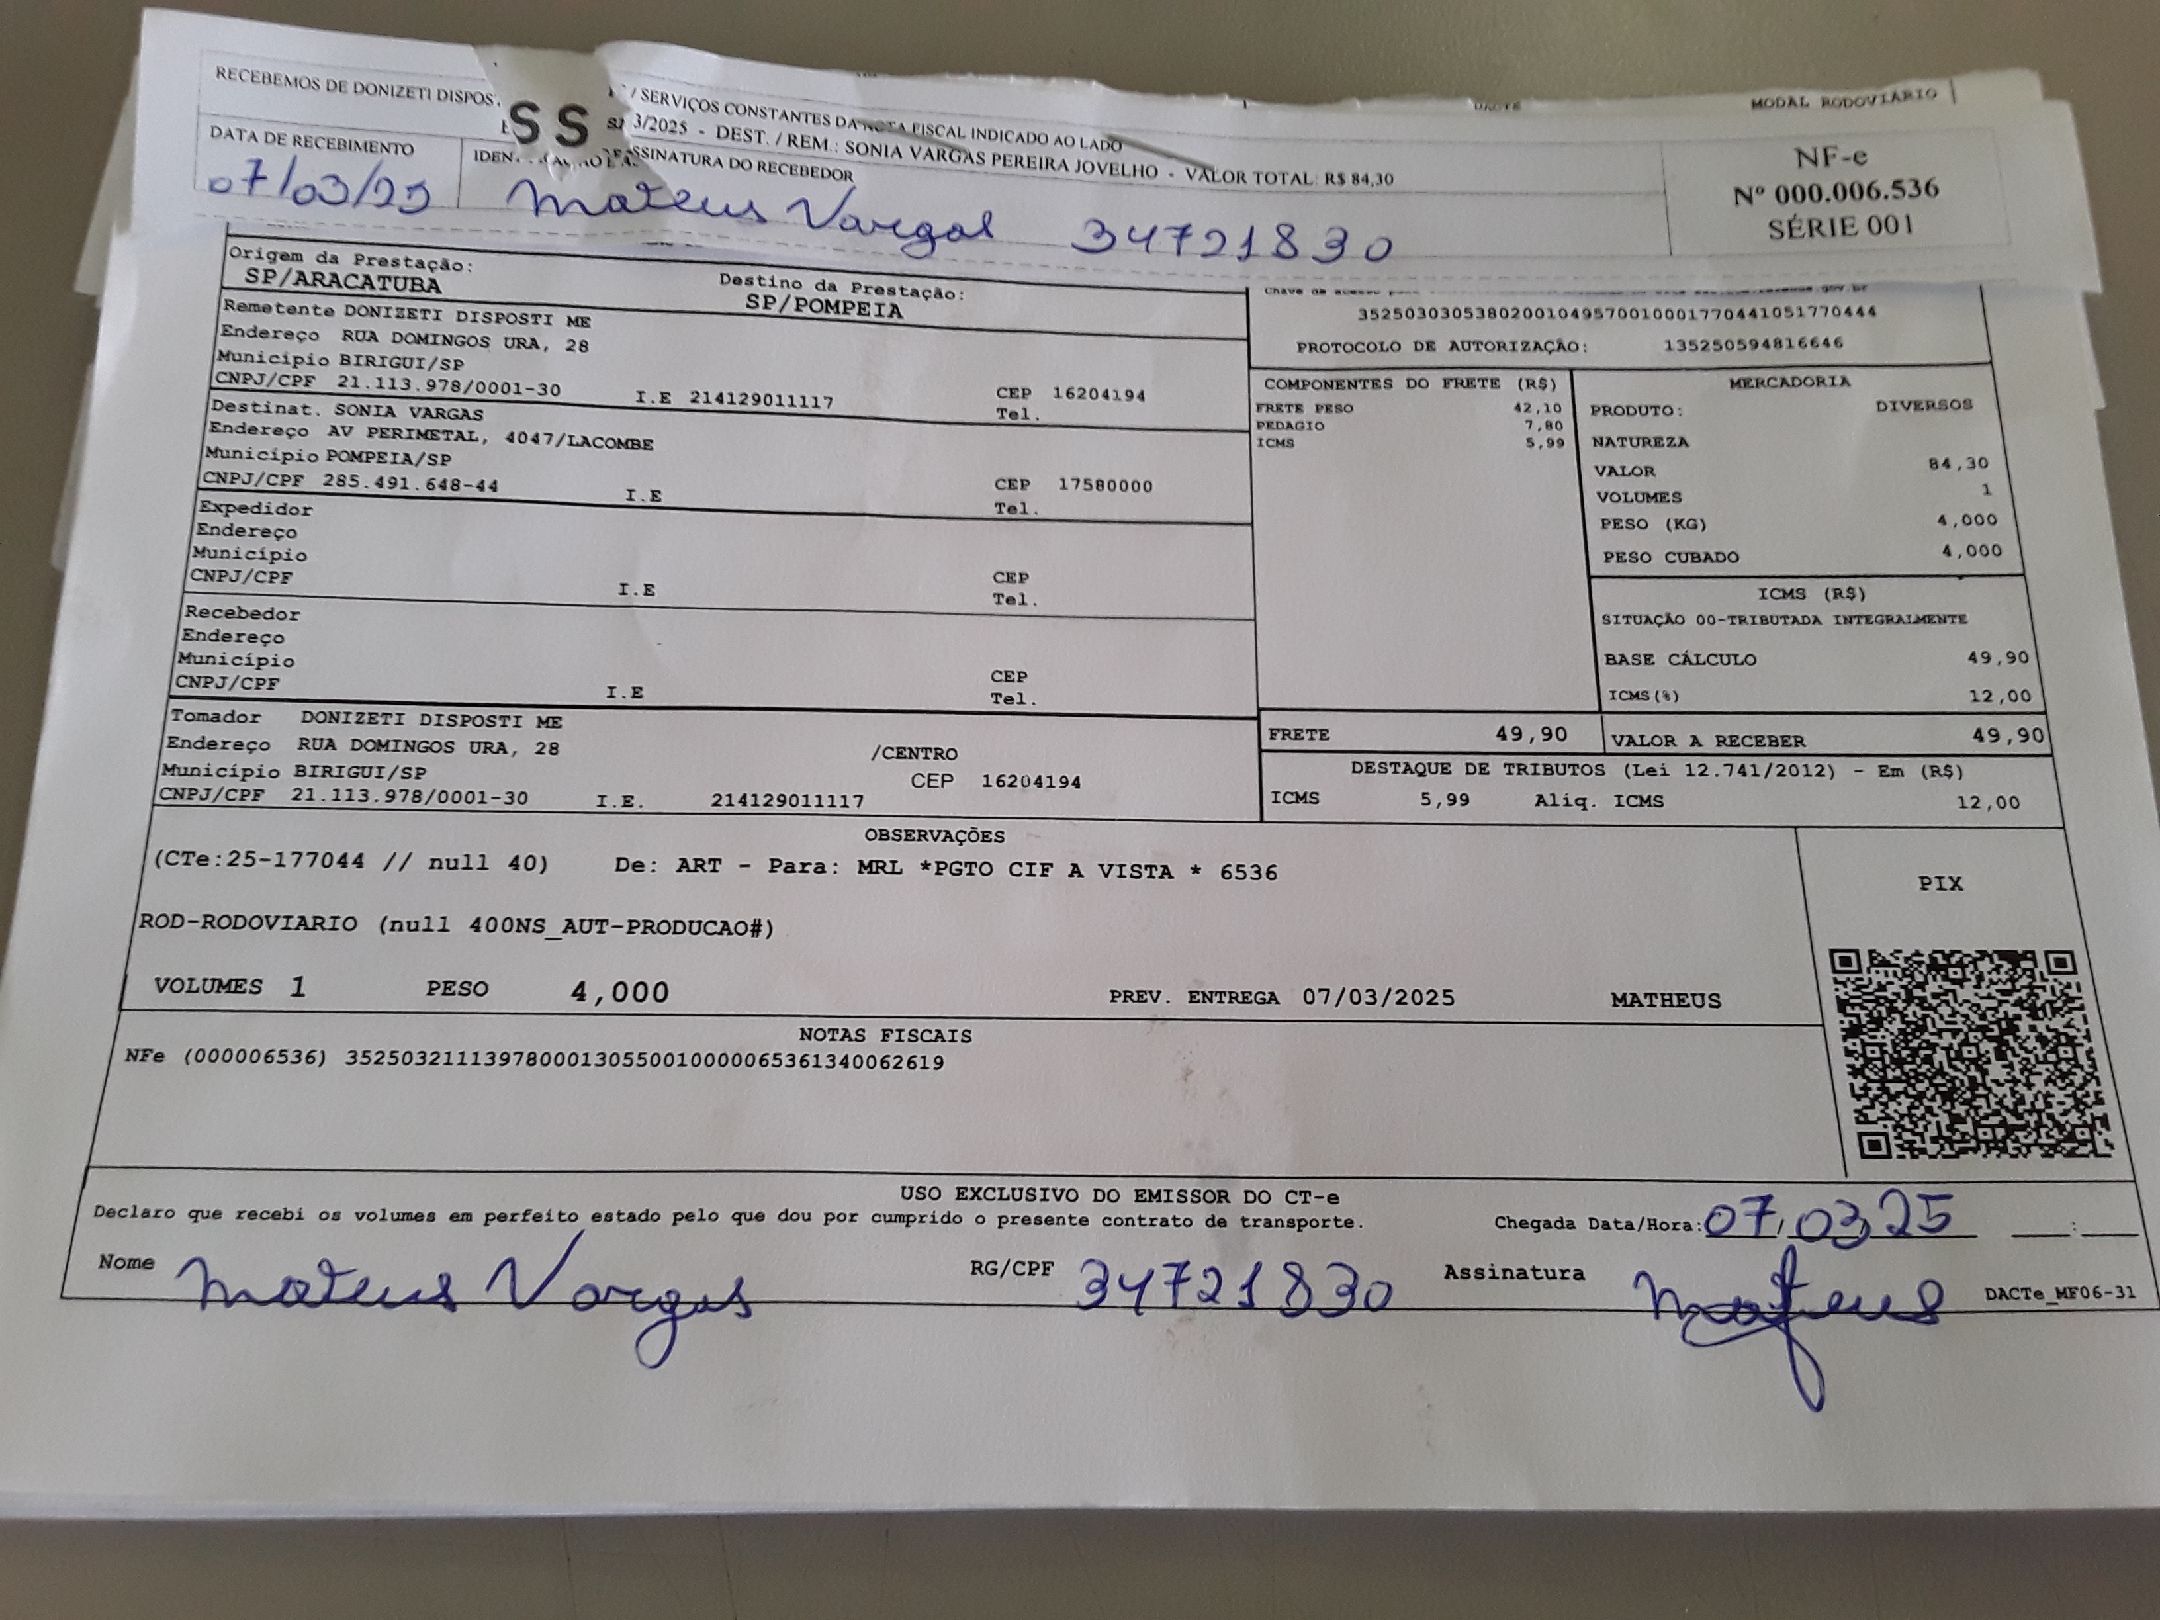 MODAL RODOVIÁRIO
DACTE
RECEBEMOS DE DONIZETI DISPOS / SERVIÇOS CONSTANTES DA NOTA FISCAL INDICADO AO LADO
SS 3/2025 - DEST. / REM.: SONIA VARGAS PEREIRA JOVELHO - VALOR TOTAL: R$ 84,30
DATA DE RECEBIMENTO
ASSINATURA DO RECEBEDOR
07/03/25 Mateus Vargas 34721830
NF-e
Nº 000.006.536
SÉRIE 001
Origem da Prestação:
SP/ARACATUBA
Destino da Prestação:
SP/POMPEIA
35250303053802001049570010001770441051770444
PROTOCOLO DE AUTORIZAÇÃO: 135250594816646
Remetente DONIZETI DISPOSTI ME
Endereço RUA DOMINGOS URA, 28
Município BIRIGUI/SP
CNPJ/CPF 21.113.978/0001-30 I.E 214129011117 CEP 16204194
Tel.
Destinat. SONIA VARGAS
Endereço AV PERIMETAL, 4047/LACOMBE
Município POMPEIA/SP
CNPJ/CPF 285.491.648-44 I.E CEP 17580000
Tel.
Expedidor
Endereço
Município
CNPJ/CPF I.E CEP
Tel.
Recebedor
Endereço
Município
CNPJ/CPF I.E CEP
Tel.
Tomador DONIZETI DISPOSTI ME
Endereço RUA DOMINGOS URA, 28 /CENTRO
Município BIRIGUI/SP CEP 16204194
CNPJ/CPF 21.113.978/0001-30 I.E. 214129011117
COMPONENTES DO FRETE (R$)
FRETE PESO 42,10
PEDAGIO 7,80
ICMS 5,99
MERCADORIA
PRODUTO: DIVERSOS
NATUREZA
VALOR 84,30
VOLUMES 1
PESO (KG) 4,000
PESO CUBADO 4,000
ICMS (R$)
SITUAÇÃO 00-TRIBUTADA INTEGRALMENTE
BASE CÁLCULO 49,90
ICMS(%) 12,00
FRETE 49,90 VALOR A RECEBER 49,90
DESTAQUE DE TRIBUTOS (Lei 12.741/2012) - Em (R$)
ICMS 5,99 Aliq. ICMS 12,00
OBSERVAÇÕES
(CTe:25-177044 // null 40) De: ART - Para: MRL *PGTO CIF A VISTA * 6536
ROD-RODOVIARIO (null 400NS_AUT-PRODUCAO#)
VOLUMES 1 PESO 4,000 PREV. ENTREGA 07/03/2025 MATHEUS
PIX
NOTAS FISCAIS
NFe (000006536) 35250321113978000130550010000065361340062619
USO EXCLUSIVO DO EMISSOR DO CT-e
Declaro que recebi os volumes em perfeito estado pelo que dou por cumprido o presente contrato de transporte.
Chegada Data/Hora: 07/03/25 __:__
Nome Mateus Vargas RG/CPF 34721830 Assinatura Mateus
DACTe_MF06-31